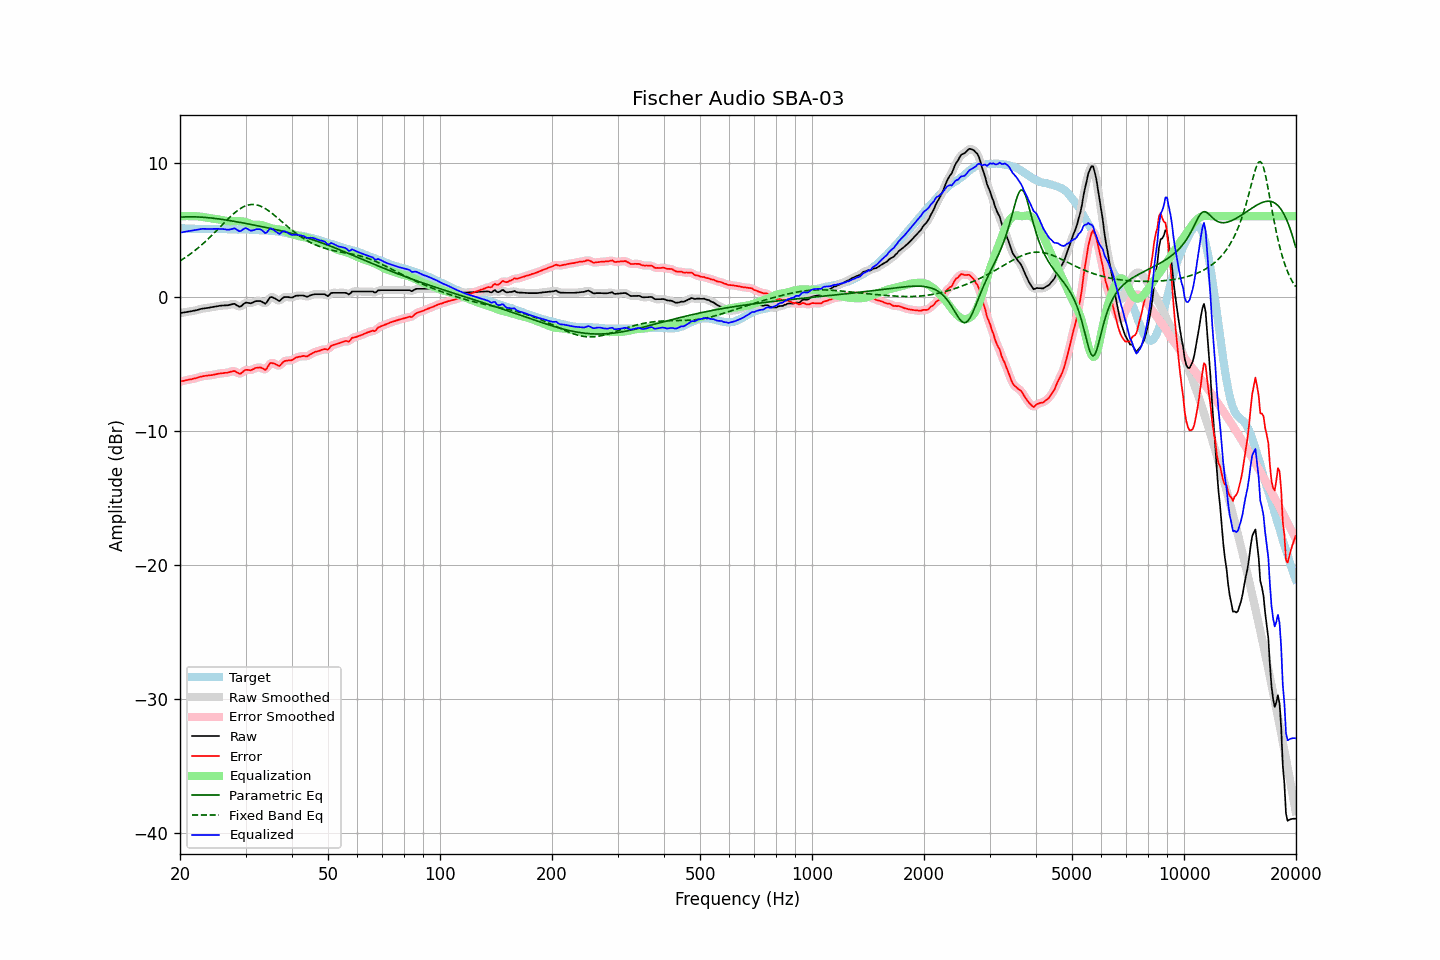 Fischer Audio SBA-03
Amplitude (dBr)
10
0
−10
−20
−30
−40
Target
Raw Smoothed
Error Smoothed
Raw
Error
Equalization
Parametric Eq
Fixed Band Eq
Equalized
20 50 100 200 500 1000 2000 5000 10000 20000
Frequency (Hz)